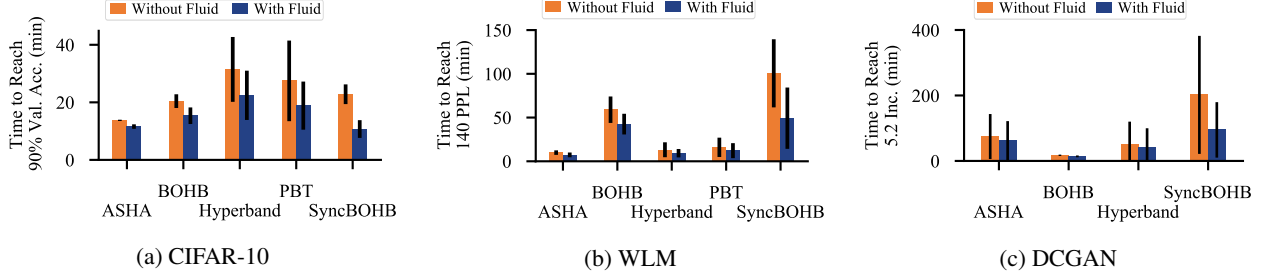 Without Fluid With Fluid
Time to Reach
90% Val. Acc. (min)
40
20
0
ASHA BOHB Hyperband PBT SyncBOHB
(a) CIFAR-10
Without Fluid With Fluid
Time to Reach
140 PPL (min)
150
100
50
0
ASHA BOHB Hyperband PBT SyncBOHB
(b) WLM
Without Fluid With Fluid
Time to Reach
5.2 Inc. (min)
400
200
0
ASHA BOHB Hyperband SyncBOHB
(c) DCGAN